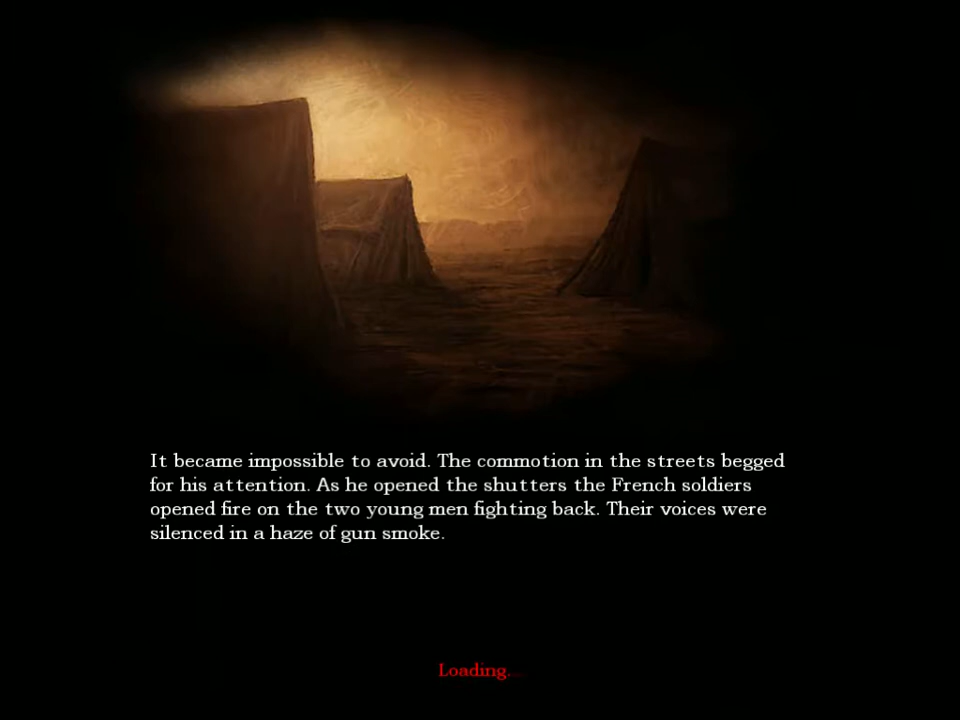 It became impossible to avoid. The commotion in the streets begged
for his attention. As he opened the shutters the French soldiers
opened fire on the two young men fighting back. Their voices were
silenced in a haze of gun smoke.
Loading...